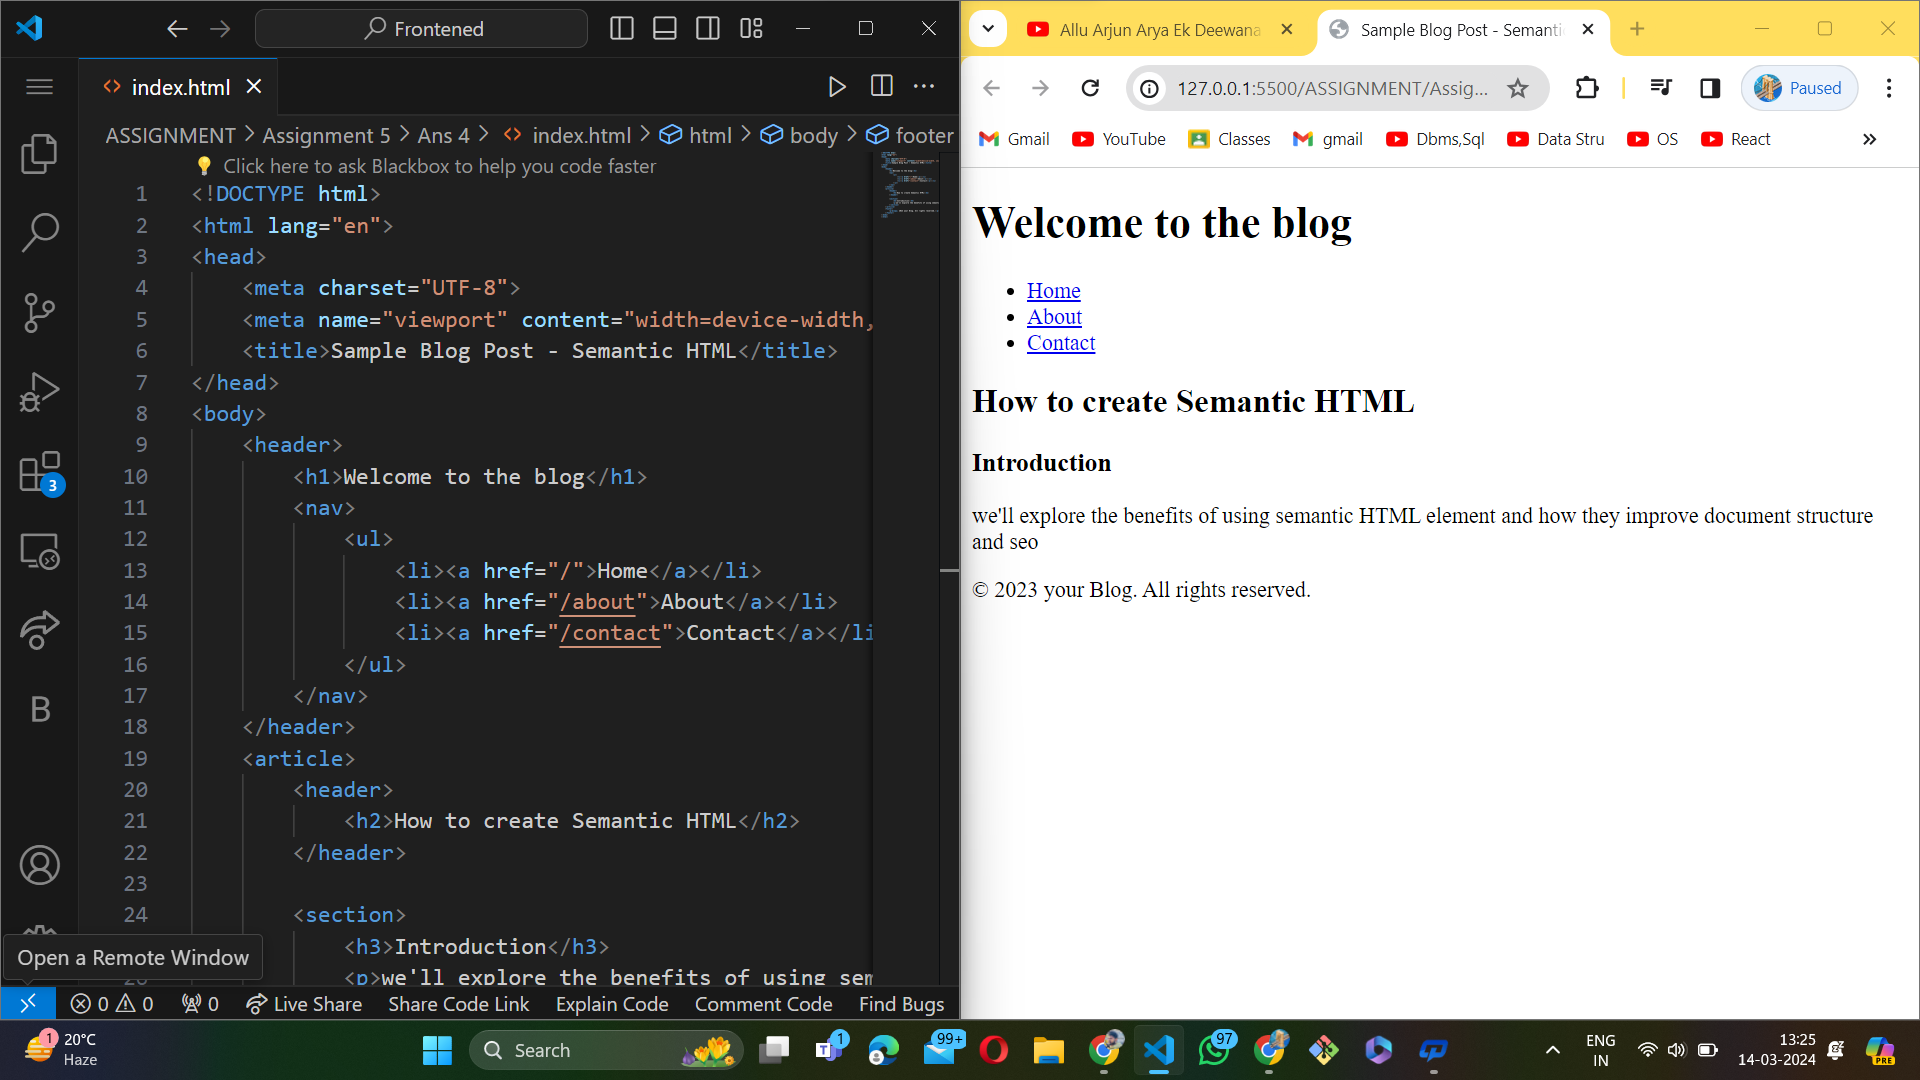 Frontened
index.html
ASSIGNMENT > Assignment 5 > Ans 4 > index.html > html > body > footer
Click here to ask Blackbox to help you code faster
1 <!DOCTYPE html>
2 <html lang="en">
3 <head>
4 <meta charset="UTF-8">
5 <meta name="viewport" content="width=device-width,
6 <title>Sample Blog Post - Semantic HTML</title>
7 </head>
8 <body>
9 <header>
10 <h1>Welcome to the blog</h1>
11 <nav>
12 <ul>
13 <li><a href="/">Home</a></li>
14 <li><a href="/about">About</a></li>
15 <li><a href="/contact">Contact</a></li
16 </ul>
17 </nav>
18 </header>
19 <article>
20 <header>
21 <h2>How to create Semantic HTML</h2>
22 </header>
23
24 <section>
<h3>Introduction</h3>
<p>we'll explore the benefits of using sem
3
B
Open a Remote Window
0 0 0 Live Share Share Code Link Explain Code Comment Code Find Bugs
Allu Arjun Arya Ek Deewana
Sample Blog Post - Semanti
127.0.0.1:5500/ASSIGNMENT/Assig...
Paused
Gmail YouTube Classes gmail Dbms,Sql Data Stru OS React
Welcome to the blog
Home
About
Contact
How to create Semantic HTML
Introduction
we'll explore the benefits of using semantic HTML element and how they improve document structure
and seo
© 2023 your Blog. All rights reserved.
1
20°C
Haze
Search
1
99+
97
ENG
IN
13:25
14-03-2024
PRE